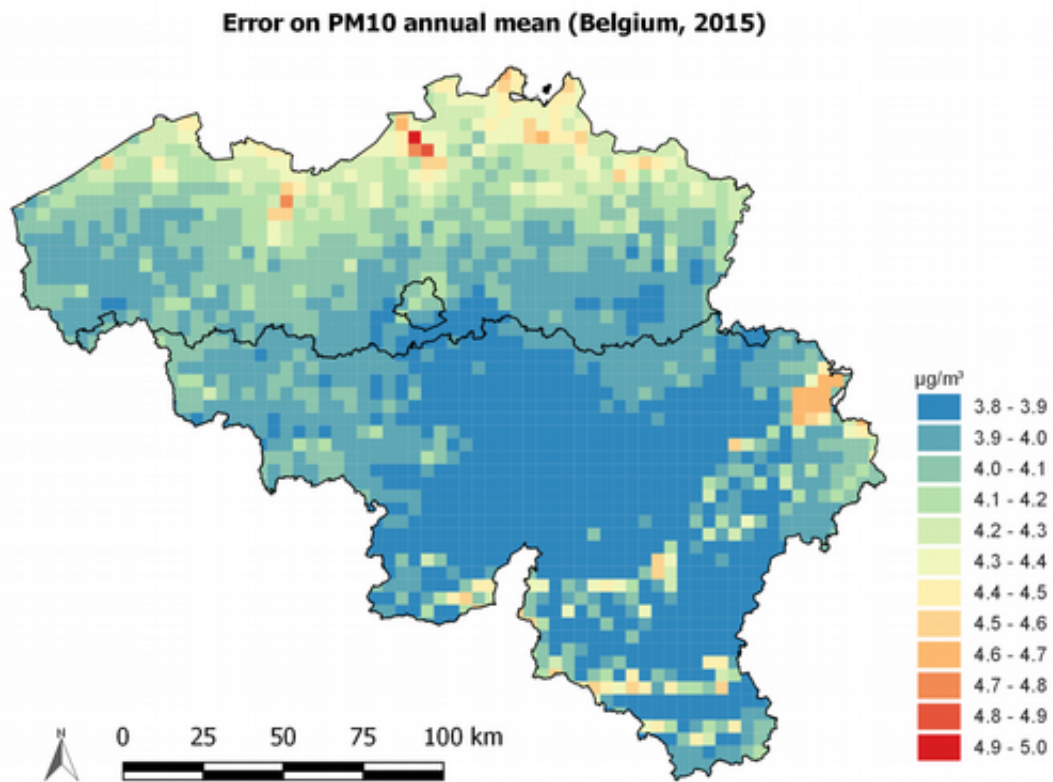 Error on PM10 annual mean (Belgium, 2015)
µg/m³
3.8 - 3.9
3.9 - 4.0
4.0 - 4.1
4.1 - 4.2
4.2 - 4.3
4.3 - 4.4
4.4 - 4.5
4.5 - 4.6
4.6 - 4.7
4.7 - 4.8
4.8 - 4.9
4.9 - 5.0
N
0 25 50 75 100 km